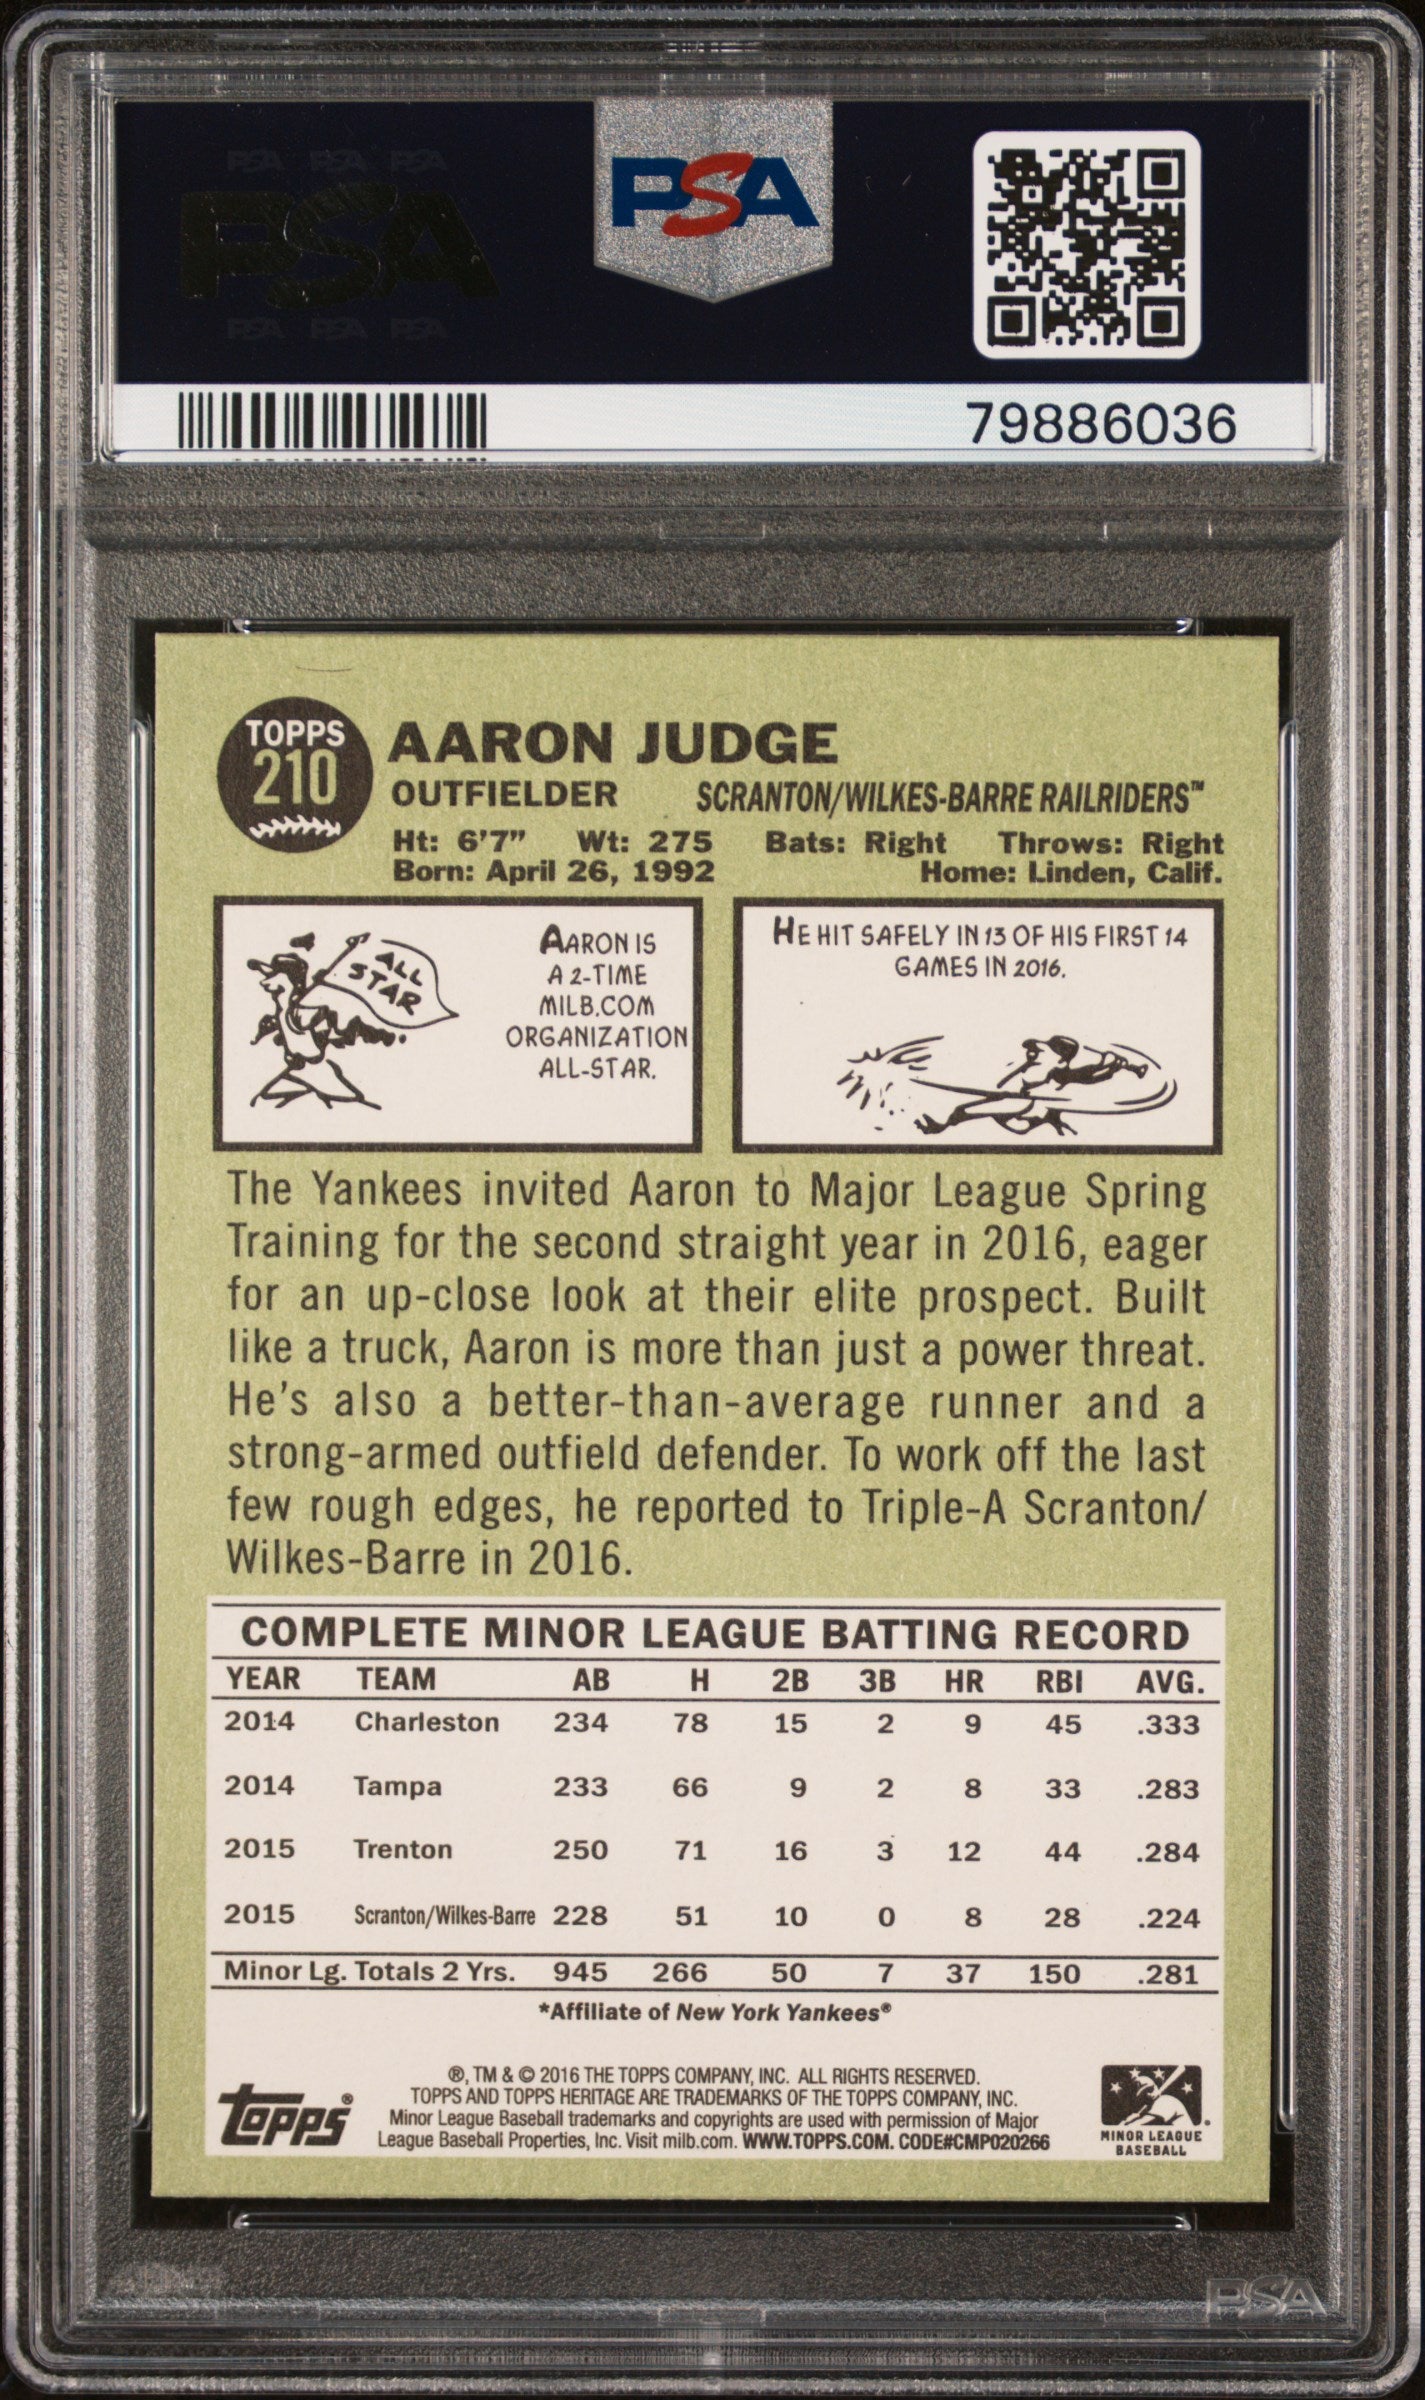 PSA PSA PSA
PSA
PSA PSA PSA
PSA
79886036
TOPPS
210
AARON JUDGE
OUTFIELDER SCRANTON/WILKES-BARRE RAILRIDERS™
Ht: 6'7" Wt: 275 Bats: Right Throws: Right
Born: April 26, 1992 Home: Linden, Calif.
ALL
STAR
AARON IS
A 2-TIME
MILB.COM
ORGANIZATION
ALL-STAR.
HE HIT SAFELY IN 13 OF HIS FIRST 14
GAMES IN 2016.
The Yankees invited Aaron to Major League Spring
Training for the second straight year in 2016, eager
for an up-close look at their elite prospect. Built
like a truck, Aaron is more than just a power threat.
He's also a better-than-average runner and a
strong-armed outfield defender. To work off the last
few rough edges, he reported to Triple-A Scranton/
Wilkes-Barre in 2016.
COMPLETE MINOR LEAGUE BATTING RECORD
YEAR TEAM AB H 2B 3B HR RBI AVG.
2014 Charleston 234 78 15 2 9 45 .333
2014 Tampa 233 66 9 2 8 33 .283
2015 Trenton 250 71 16 3 12 44 .284
2015 Scranton/Wilkes-Barre 228 51 10 0 8 28 .224
Minor Lg. Totals 2 Yrs. 945 266 50 7 37 150 .281
*Affiliate of New York Yankees®
®, TM & © 2016 THE TOPPS COMPANY, INC. ALL RIGHTS RESERVED.
TOPPS AND TOPPS HERITAGE ARE TRADEMARKS OF THE TOPPS COMPANY, INC.
Minor League Baseball trademarks and copyrights are used with permission of Major
League Baseball Properties, Inc. Visit milb.com. WWW.TOPPS.COM. CODE#CMP020266
Topps®
MINOR LEAGUE
BASEBALL
PSA